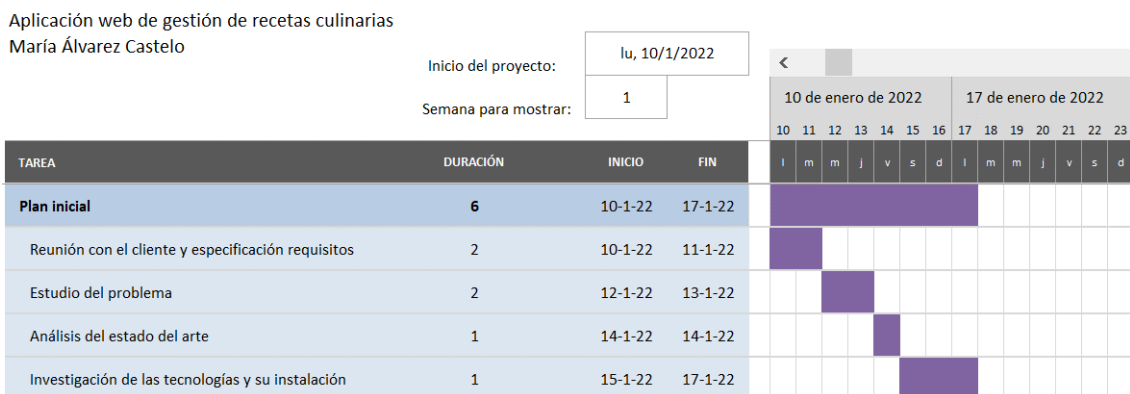 Aplicación web de gestión de recetas culinarias
María Álvarez Castelo
Inicio del proyecto: lu, 10/1/2022
Semana para mostrar: 1
10 de enero de 2022 17 de enero de 2022
10 11 12 13 14 15 16 17 18 19 20 21 22 23
TAREA DURACIÓN INICIO FIN l m m j v s d l m m j v s d
Plan inicial 6 10-1-22 17-1-22
Reunión con el cliente y especificación requisitos 2 10-1-22 11-1-22
Estudio del problema 2 12-1-22 13-1-22
Análisis del estado del arte 1 14-1-22 14-1-22
Investigación de las tecnologías y su instalación 1 15-1-22 17-1-22